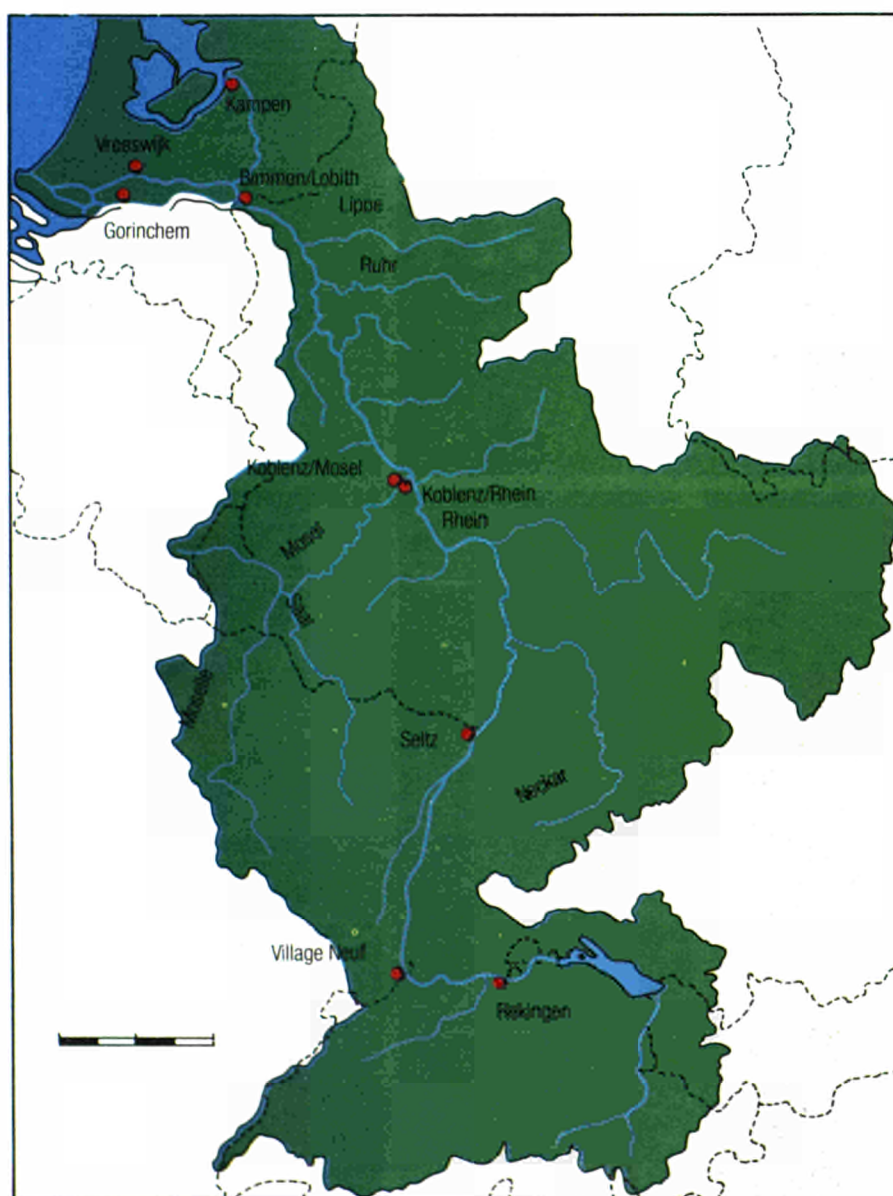 Kampen
Vreeswijk
Bimmen/Lobith
Lippe
Gorinchem
Ruhr
Koblenz/Mosel
Koblenz/Rhein
Rhein
Mosel
Saar
Moselle
Seltz
Neckar
Village Neuf
Rekingen